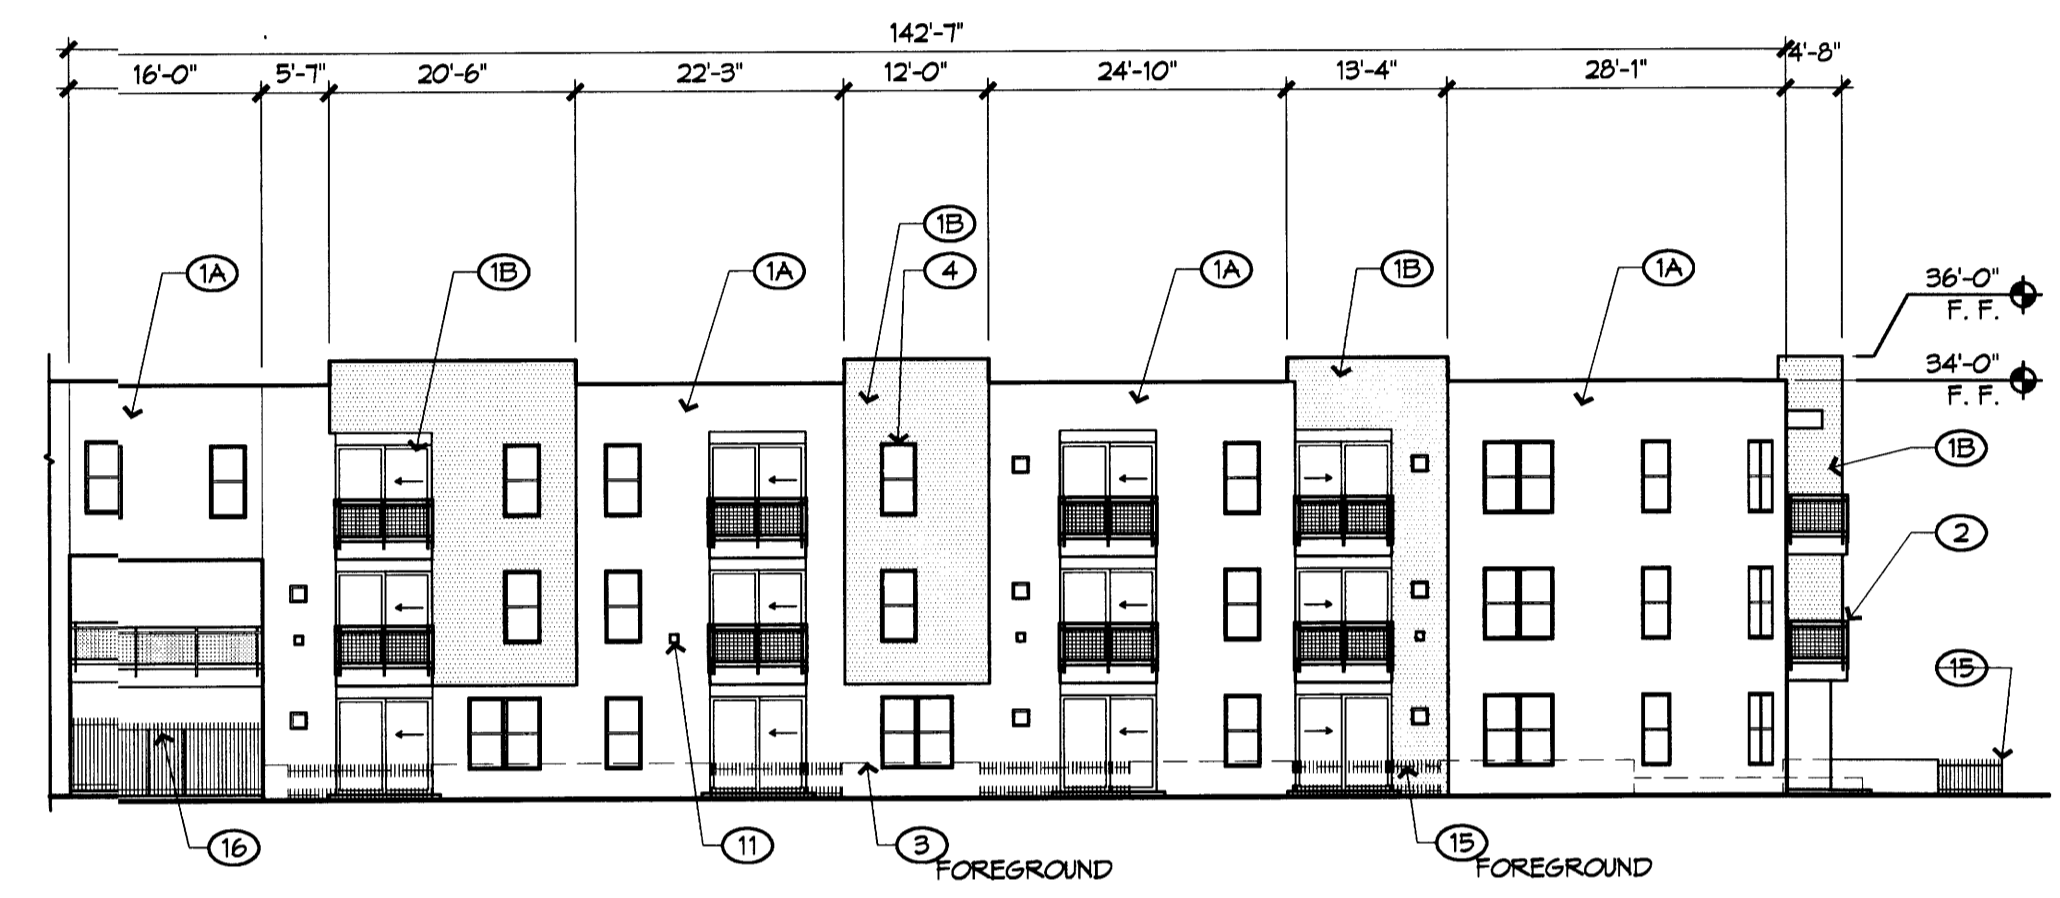 142'-7"
4'-8"
16'-0" 5'-7" 20'-6" 22'-3" 12'-0" 24'-10" 13'-4" 28'-1"
1B
1A 1B 1A 4 1A 1B 1A
36'-0"
F. F.
34'-0"
F. F.
1B
2
15
16 11 3 15
FOREGROUND FOREGROUND